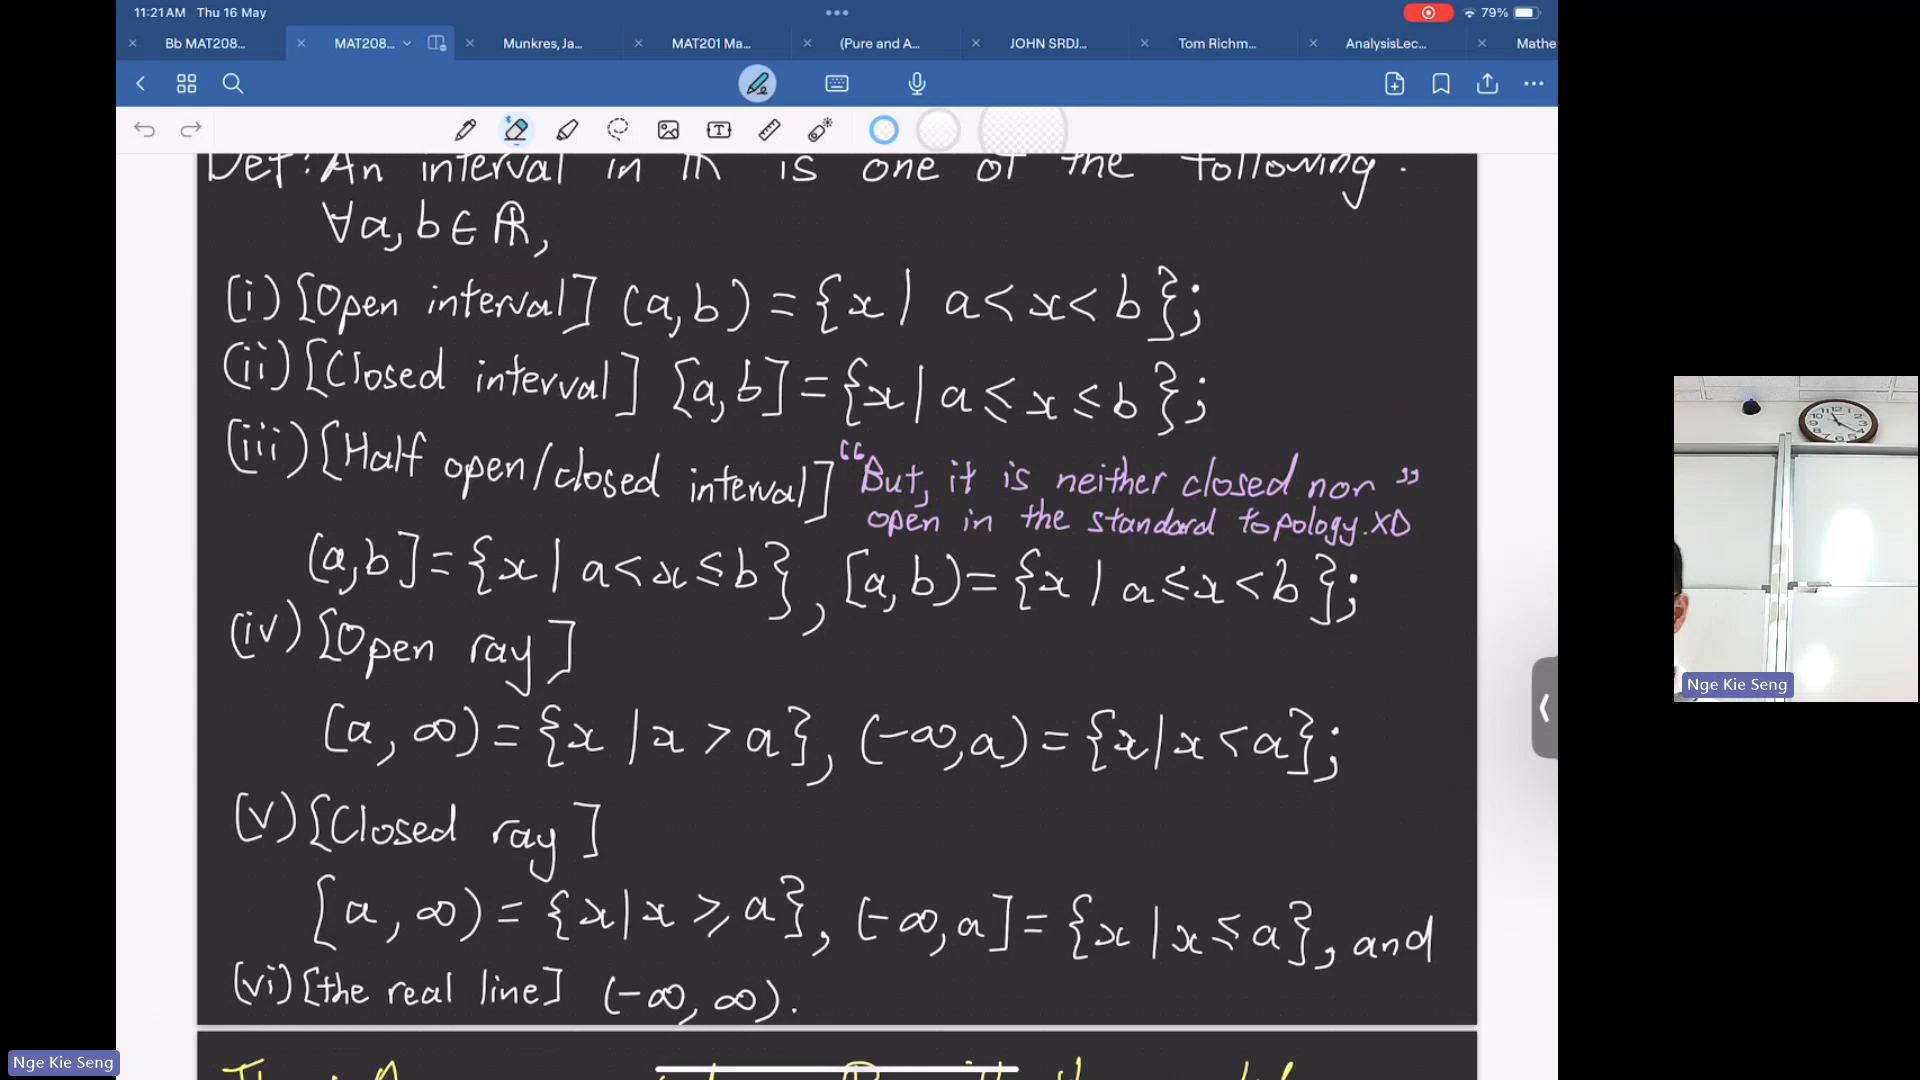 11:21AM Thu 16 May
79%
Bb MAT208...
MAT208...
Munkres, Ja...
MAT201 Ma...
(Pure and A...
JOHN SRDJ...
Tom Richm...
AnalysisLec...
Mathe
Def: An interval in ℝ is one of the following.
∀a, b ∈ ℝ,
(i) [Open interval] (a,b) = {x | a < x < b};
(ii) [Closed interval] [a,b] = {x | a ≤ x ≤ b};
(iii) [Half open/closed interval] "But, it is neither closed nor "
open in the standard topology. XD
(a,b] = {x | a < x ≤ b}, [a,b) = {x | a ≤ x < b};
(iv) [Open ray]
(a, ∞) = {x | x > a}, (-∞, a) = {x | x < a};
(v) [Closed ray]
[a, ∞) = {x | x ≥ a}, (-∞, a] = {x | x ≤ a}, and
(vi) [the real line] (-∞, ∞).
Nge Kie Seng
Nge Kie Seng